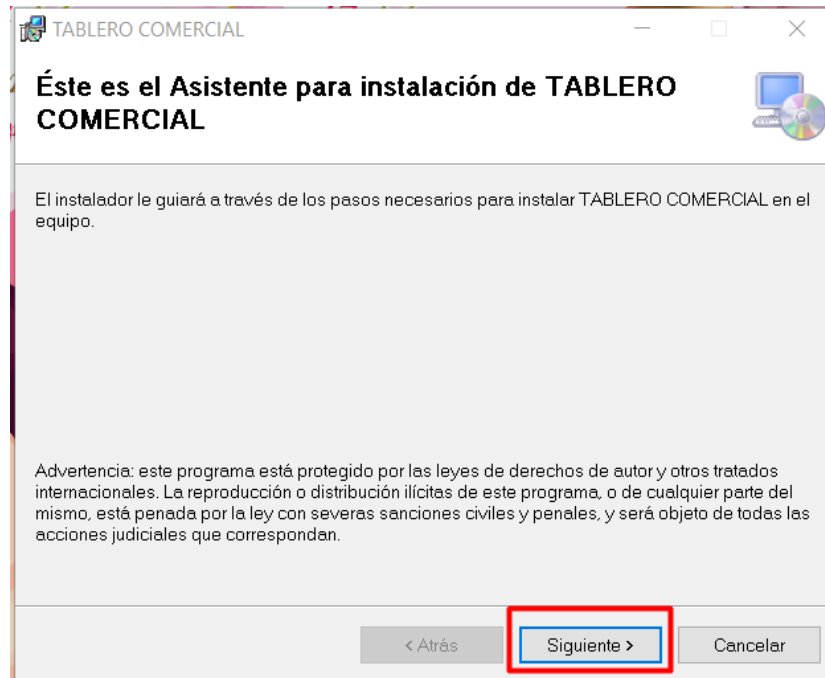 TABLERO COMERCIAL
Éste es el Asistente para instalación de TABLERO
COMERCIAL
El instalador le guiará a través de los pasos necesarios para instalar TABLERO COMERCIAL en el
equipo.
Advertencia: este programa está protegido por las leyes de derechos de autor y otros tratados
internacionales. La reproducción o distribución ilícitas de este programa, o de cualquier parte del
mismo, está penada por la ley con severas sanciones civiles y penales, y será objeto de todas las
acciones judiciales que correspondan.
< Atrás
Siguiente >
Cancelar